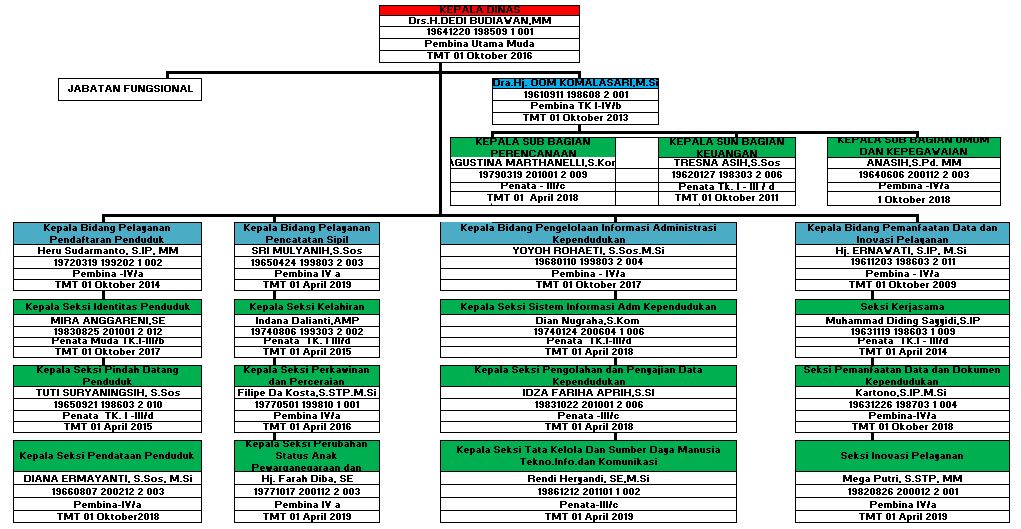 KEPALA DINAS
Drs.H.DEDI BUDIAWAN,MM
19641220 198509 1 001
Pembina Utama Muda
TMT 01 Oktober 2016
JABATAN FUNGSIONAL
Dra.Hj. OOM KOMALASARI,M.Si
19610911 198608 2 001
Pembina TK I-IV/b
TMT 01 Oktober 2013
KEPALA SUB BAGIAN
PERENCANAAN
AGUSTINA MARTHANELLI,S.Kom
19790319 201001 2 009
Penata - III/c
TMT 01 April 2018
KEPALA SUN BAGIAN
KEUANGAN
TRESNA ASIH,S.Sos
19620127 198303 2 006
Penata Tk. I - III / d
TMT 01 Oktober 2011
KEPALA SUB BAGIAN UMUM
DAN KEPEGAWAIAN
ANASIH,S.Pd. MM
19640606 200112 2 003
Pembina -IV/a
1 Oktober 2018
Kepala Bidang Pelayanan
Pendaftaran Penduduk
Heru Sudarmanto, S.IP, MM
19720319 199202 1 002
Pembina -IV/a
TMT 01 Oktober 2014
Kepala Seksi Identitas Penduduk
MIRA ANGGARENI,SE
19830825 201001 2 012
Penata Muda TK.I-III/b
TMT 01 Oktober 2017
Kepala Seksi Pindah Datang
Penduduk
TUTI SURYANINGSIH, S.Sos
19650921 198603 2 010
Penata TK. I -III/d
TMT 01 April 2015
Kepala Seksi Pendataan Penduduk
DIANA ERMAYANTI, S.Sos, M.Si
19660807 200212 2 003
Pembina-IV/a
TMT 01 Oktober2018
Kepala Bidang Pelayanan
Pencatatan Sipil
SRI MULYANIH,S.Sos
19650424 199803 2 003
Pembina IV a
TMT 01 April 2019
Kepala Seksi Kelahiran
Indana Dalianti,AMP
19740806 199303 2 002
Penata TK. I III/d
TMT 01 April 2015
Kepala Seksi Perkawinan
dan Perceraian
Filipe Da Kosta,S.STP.M.Si
19770501 199810 1 001
Pembina IV/a
TMT 01 April 2016
Kepala Seksi Perubahan
Status Anak
Pewarganegaraan dan
Hj. Farah Diba, SE
19771017 200112 2 003
Pembina IV a
TMT 01 April 2019
Kepala Bidang Pengelolaan Informasi Administrasi
Kependudukan
YOYOH ROHAETI, S.Sos.M.Si
19680110 199803 2 004
Pembina - IV/a
TMT 01 Oktober 2017
Kepala Seksi Sistem Informasi Adm Kependudukan
Dian Nugraha,S.Kom
19740124 200604 1 006
Penata TK.I-III/d
TMT 01 April 2018
Kepala Seksi Pengolahan dan Penyajian Data
Kependudukan
IDZA FARIHA APRIH,S.SI
19831022 201001 2 006
Penata -III/c
TMT 01 April 2018
Kepala Seksi Tata Kelola Dan Sumber Daya Manusia
Tekno.Info.dan Komunikasi
Rendi Heryandi, SE,M.Si
19861212 201101 1 002
Penata-III/c
TMT 01 April 2019
Kepala Bidang Pemanfaatan Data dan
Inovasi Pelayanan
Hj. ERNAWATI, S.IP, M.Si
19611203 198603 2 011
Pembina - IV/a
TMT 01 Oktober 2009
Seksi Kerjasama
Muhammad Diding Sayyidi,S.IP
19631119 198603 1 009
Penata TK.I-III/d
TMT 01 April 2014
Seksi Pemanfaatan Data dan Dokumen
Kependudukan
Kartono,S.IP.M.Si
19631226 198703 1 004
Pembina-IV/a
TMT 01 Okober 2018
Seksi Inovasi Pelayanan
Mega Putri, S.STP, MM
19820826 200012 2 001
Pembina-IV/a
TMT 01 April 2019